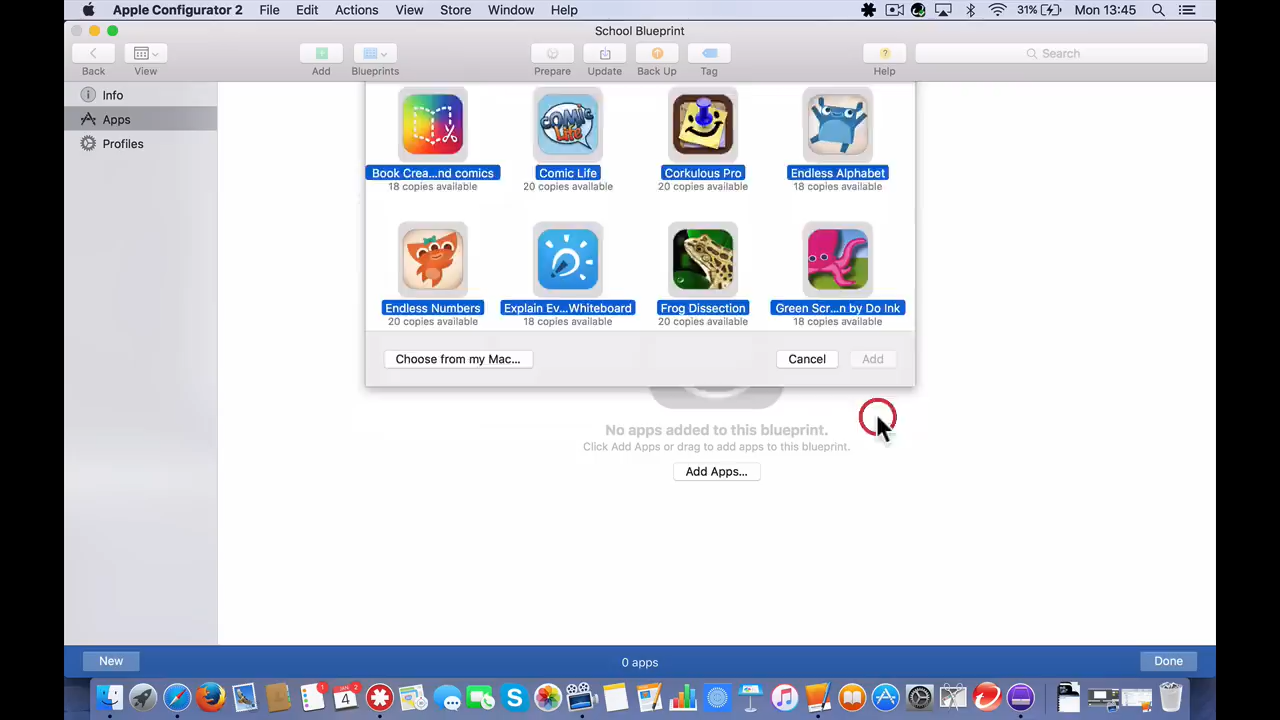 Apple Configurator 2 File Edit Actions View Store Window Help 31% Mon 13:45
School Blueprint
Back View Add Blueprints Prepare Update Back Up Tag Help Search
Info
Apps
Profiles
Book Crea...nd comics Comic Life Corkulous Pro Endless Alphabet
18 copies available 20 copies available 20 copies available 18 copies available
Endless Numbers Explain Ev...Whiteboard Frog Dissection Green Scr...n by Do Ink
20 copies available 18 copies available 20 copies available 18 copies available
Choose from my Mac... Cancel Add
No apps added to this blueprint.
Click Add Apps or drag to add apps to this blueprint.
Add Apps...
New 0 apps Done